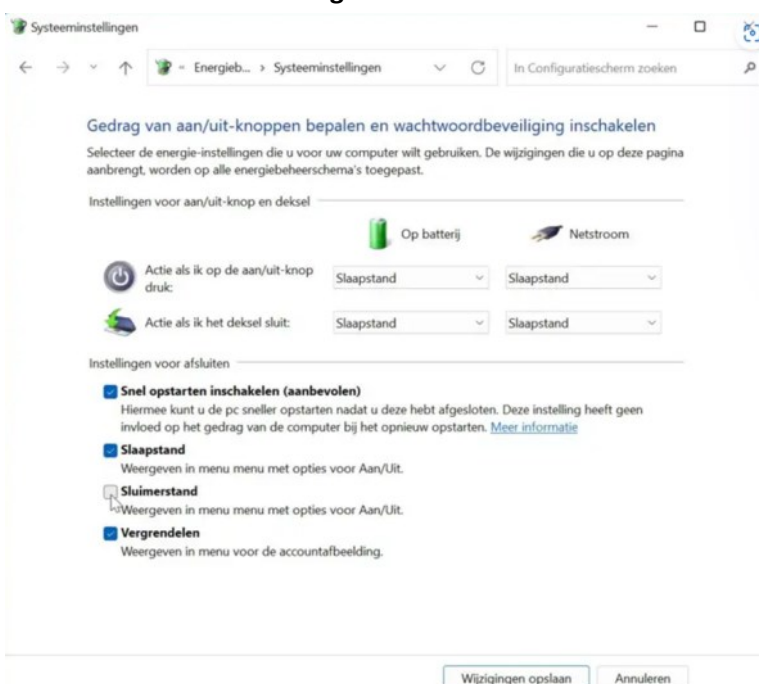 Systeeminstellingen
« Energieb... > Systeeminstellingen
In Configuratiescherm zoeken
Gedrag van aan/uit-knoppen bepalen en wachtwoordbeveiliging inschakelen
Selecteer de energie-instellingen die u voor uw computer wilt gebruiken. De wijzigingen die u op deze pagina
aanbrengt, worden op alle energiebeheerschema's toegepast.
Instellingen voor aan/uit-knop en deksel
Op batterij Netstroom
Actie als ik op de aan/uit-knop
druk:
Slaapstand Slaapstand
Actie als ik het deksel sluit: Slaapstand Slaapstand
Instellingen voor afsluiten
Snel opstarten inschakelen (aanbevolen)
Hiermee kunt u de pc sneller opstarten nadat u deze hebt afgesloten. Deze instelling heeft geen
invloed op het gedrag van de computer bij het opnieuw opstarten. Meer informatie
Slaapstand
Weergeven in menu menu met opties voor Aan/Uit.
Sluimerstand
Weergeven in menu menu met opties voor Aan/Uit.
Vergrendelen
Weergeven in menu voor de accountafbeelding.
Wijzigingen opslaan Annuleren